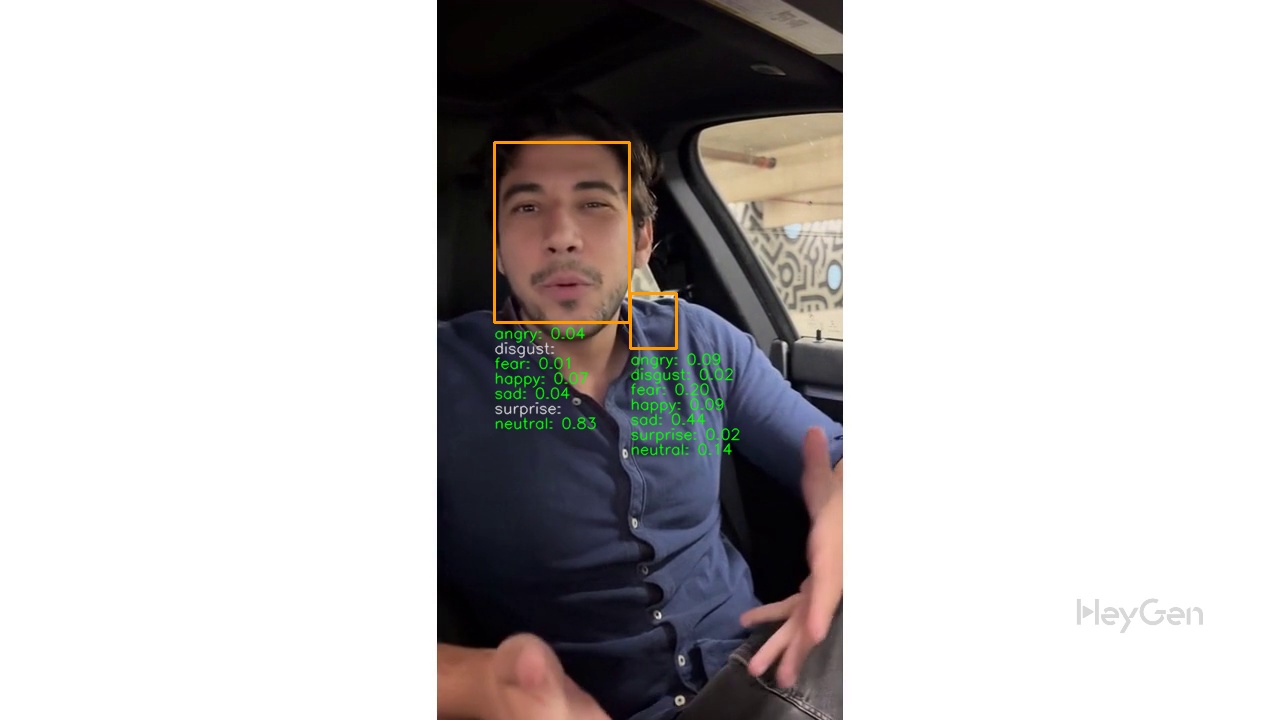 angry: 0.04
disgust:
fear: 0.01
happy: 0.07
sad: 0.04
surprise:
neutral: 0.83
angry: 0.09
disgust: 0.02
fear: 0.20
happy: 0.09
sad: 0.44
surprise: 0.02
neutral: 0.14
HeyGen